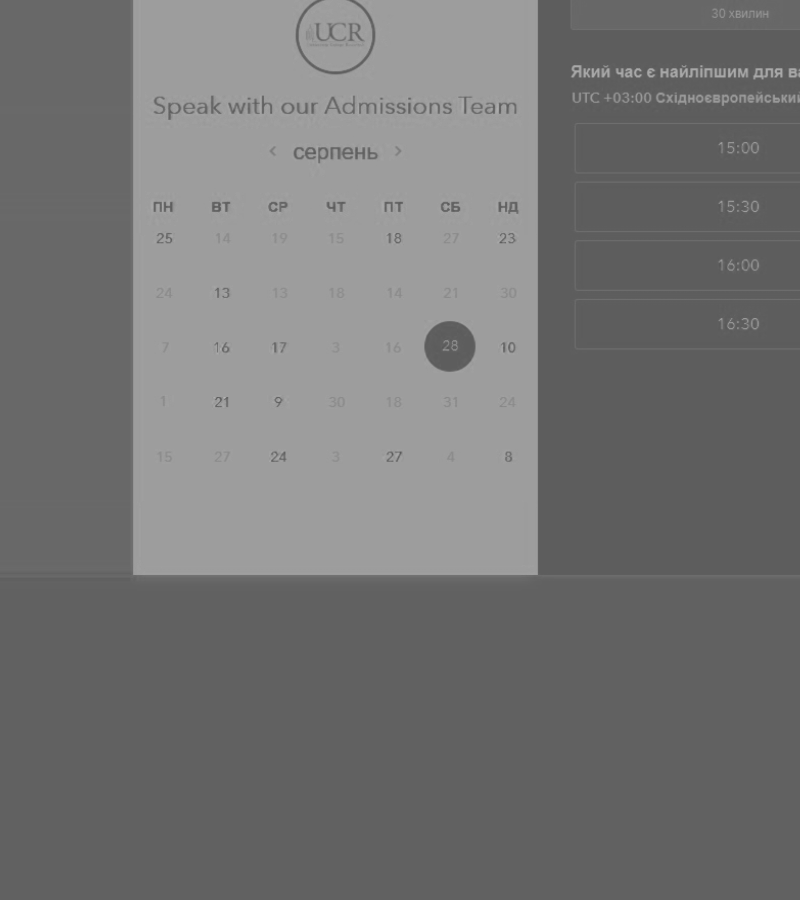 UCR
30 хвилин
Speak with our Admissions Team
серпень
ПН ВТ СР ЧТ ПТ СБ НД
25 14 19 15 18 27 23
24 13 13 18 14 21 30
7 16 17 3 16 28 10
1 21 9 30 18 31 24
15 27 24 3 27 4 8
Який час є найліпшим для ва
UTC +03:00 Східноєвропейський
15:00
15:30
16:00
16:30